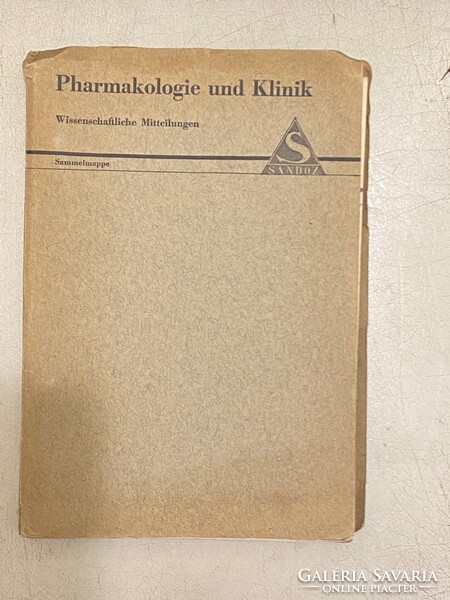 Pharmakologie und Klinik
Wissenschaftliche Mitteilungen
S
SANDOZ
Sammelmappe
GALÉRIA SAVARIA
ONLINE PIACTÉR